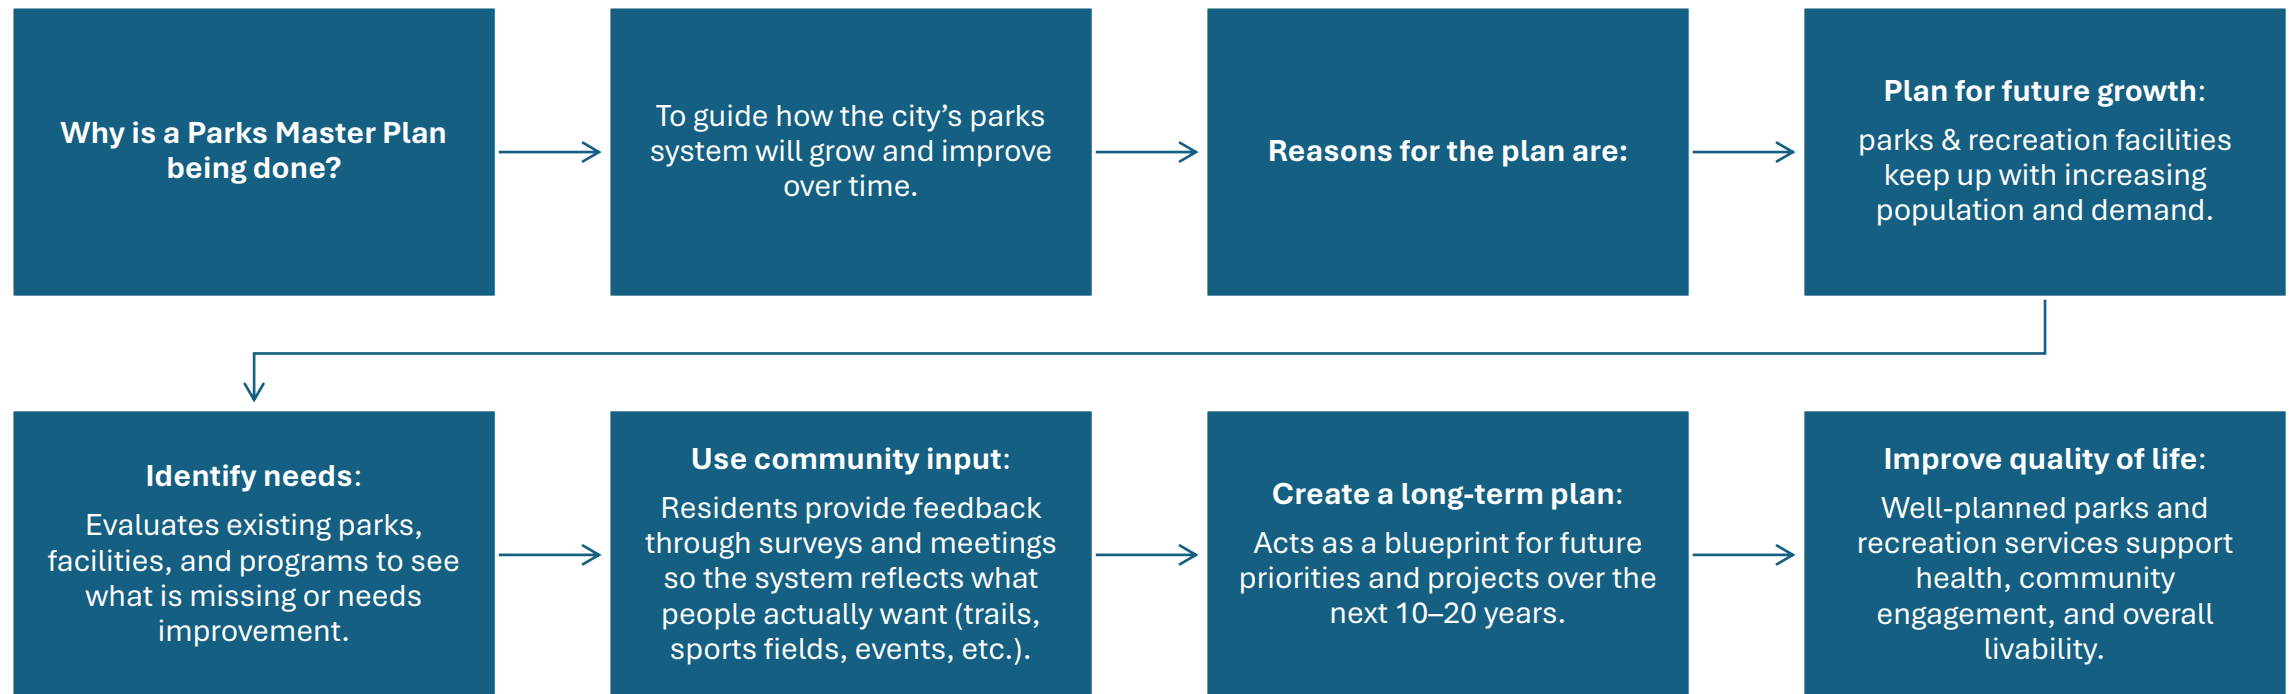 Why is a Parks Master Plan
being done?
To guide how the city’s parks
system will grow and improve
over time.
Reasons for the plan are:
Plan for future growth:
parks & recreation facilities
keep up with increasing
population and demand.
Identify needs:
Evaluates existing parks,
facilities, and programs to see
what is missing or needs
improvement.
Use community input:
Residents provide feedback
through surveys and meetings
so the system reflects what
people actually want (trails,
sports fields, events, etc.).
Create a long-term plan:
Acts as a blueprint for future
priorities and projects over the
next 10–20 years.
Improve quality of life:
Well-planned parks and
recreation services support
health, community
engagement, and overall
livability.